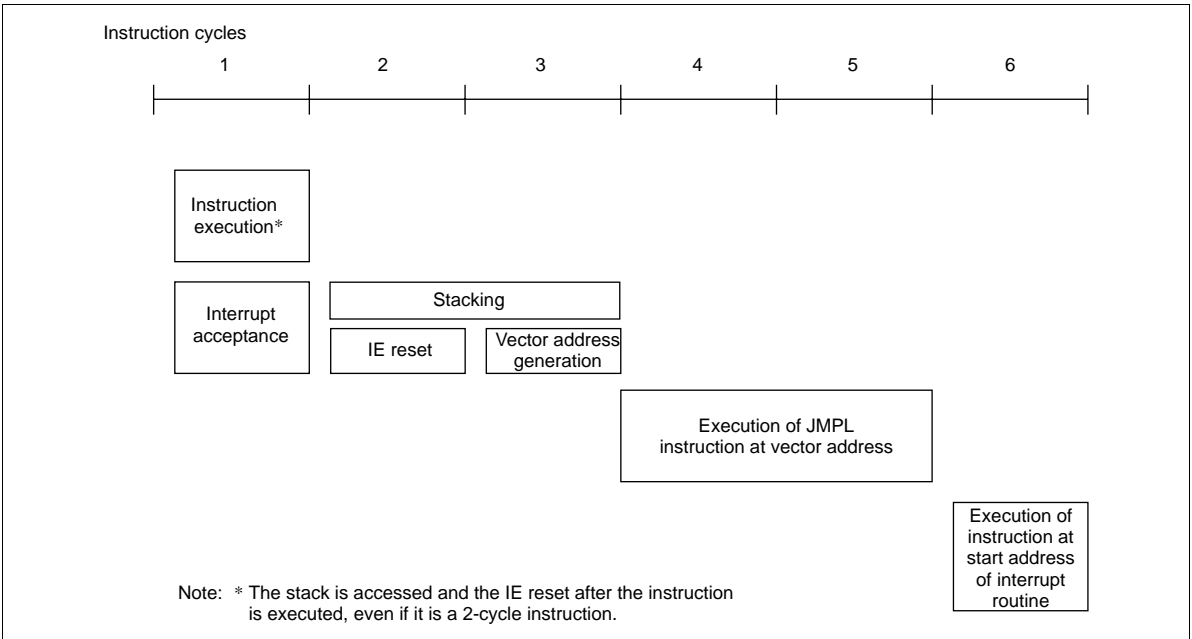 Instruction cycles
1 2 3 4 5 6
Instruction
execution*
Interrupt
acceptance
Stacking
IE reset
Vector address
generation
Execution of JMPL
instruction at vector address
Execution of
instruction at
start address
of interrupt
routine
Note: * The stack is accessed and the IE reset after the instruction
is executed, even if it is a 2-cycle instruction.